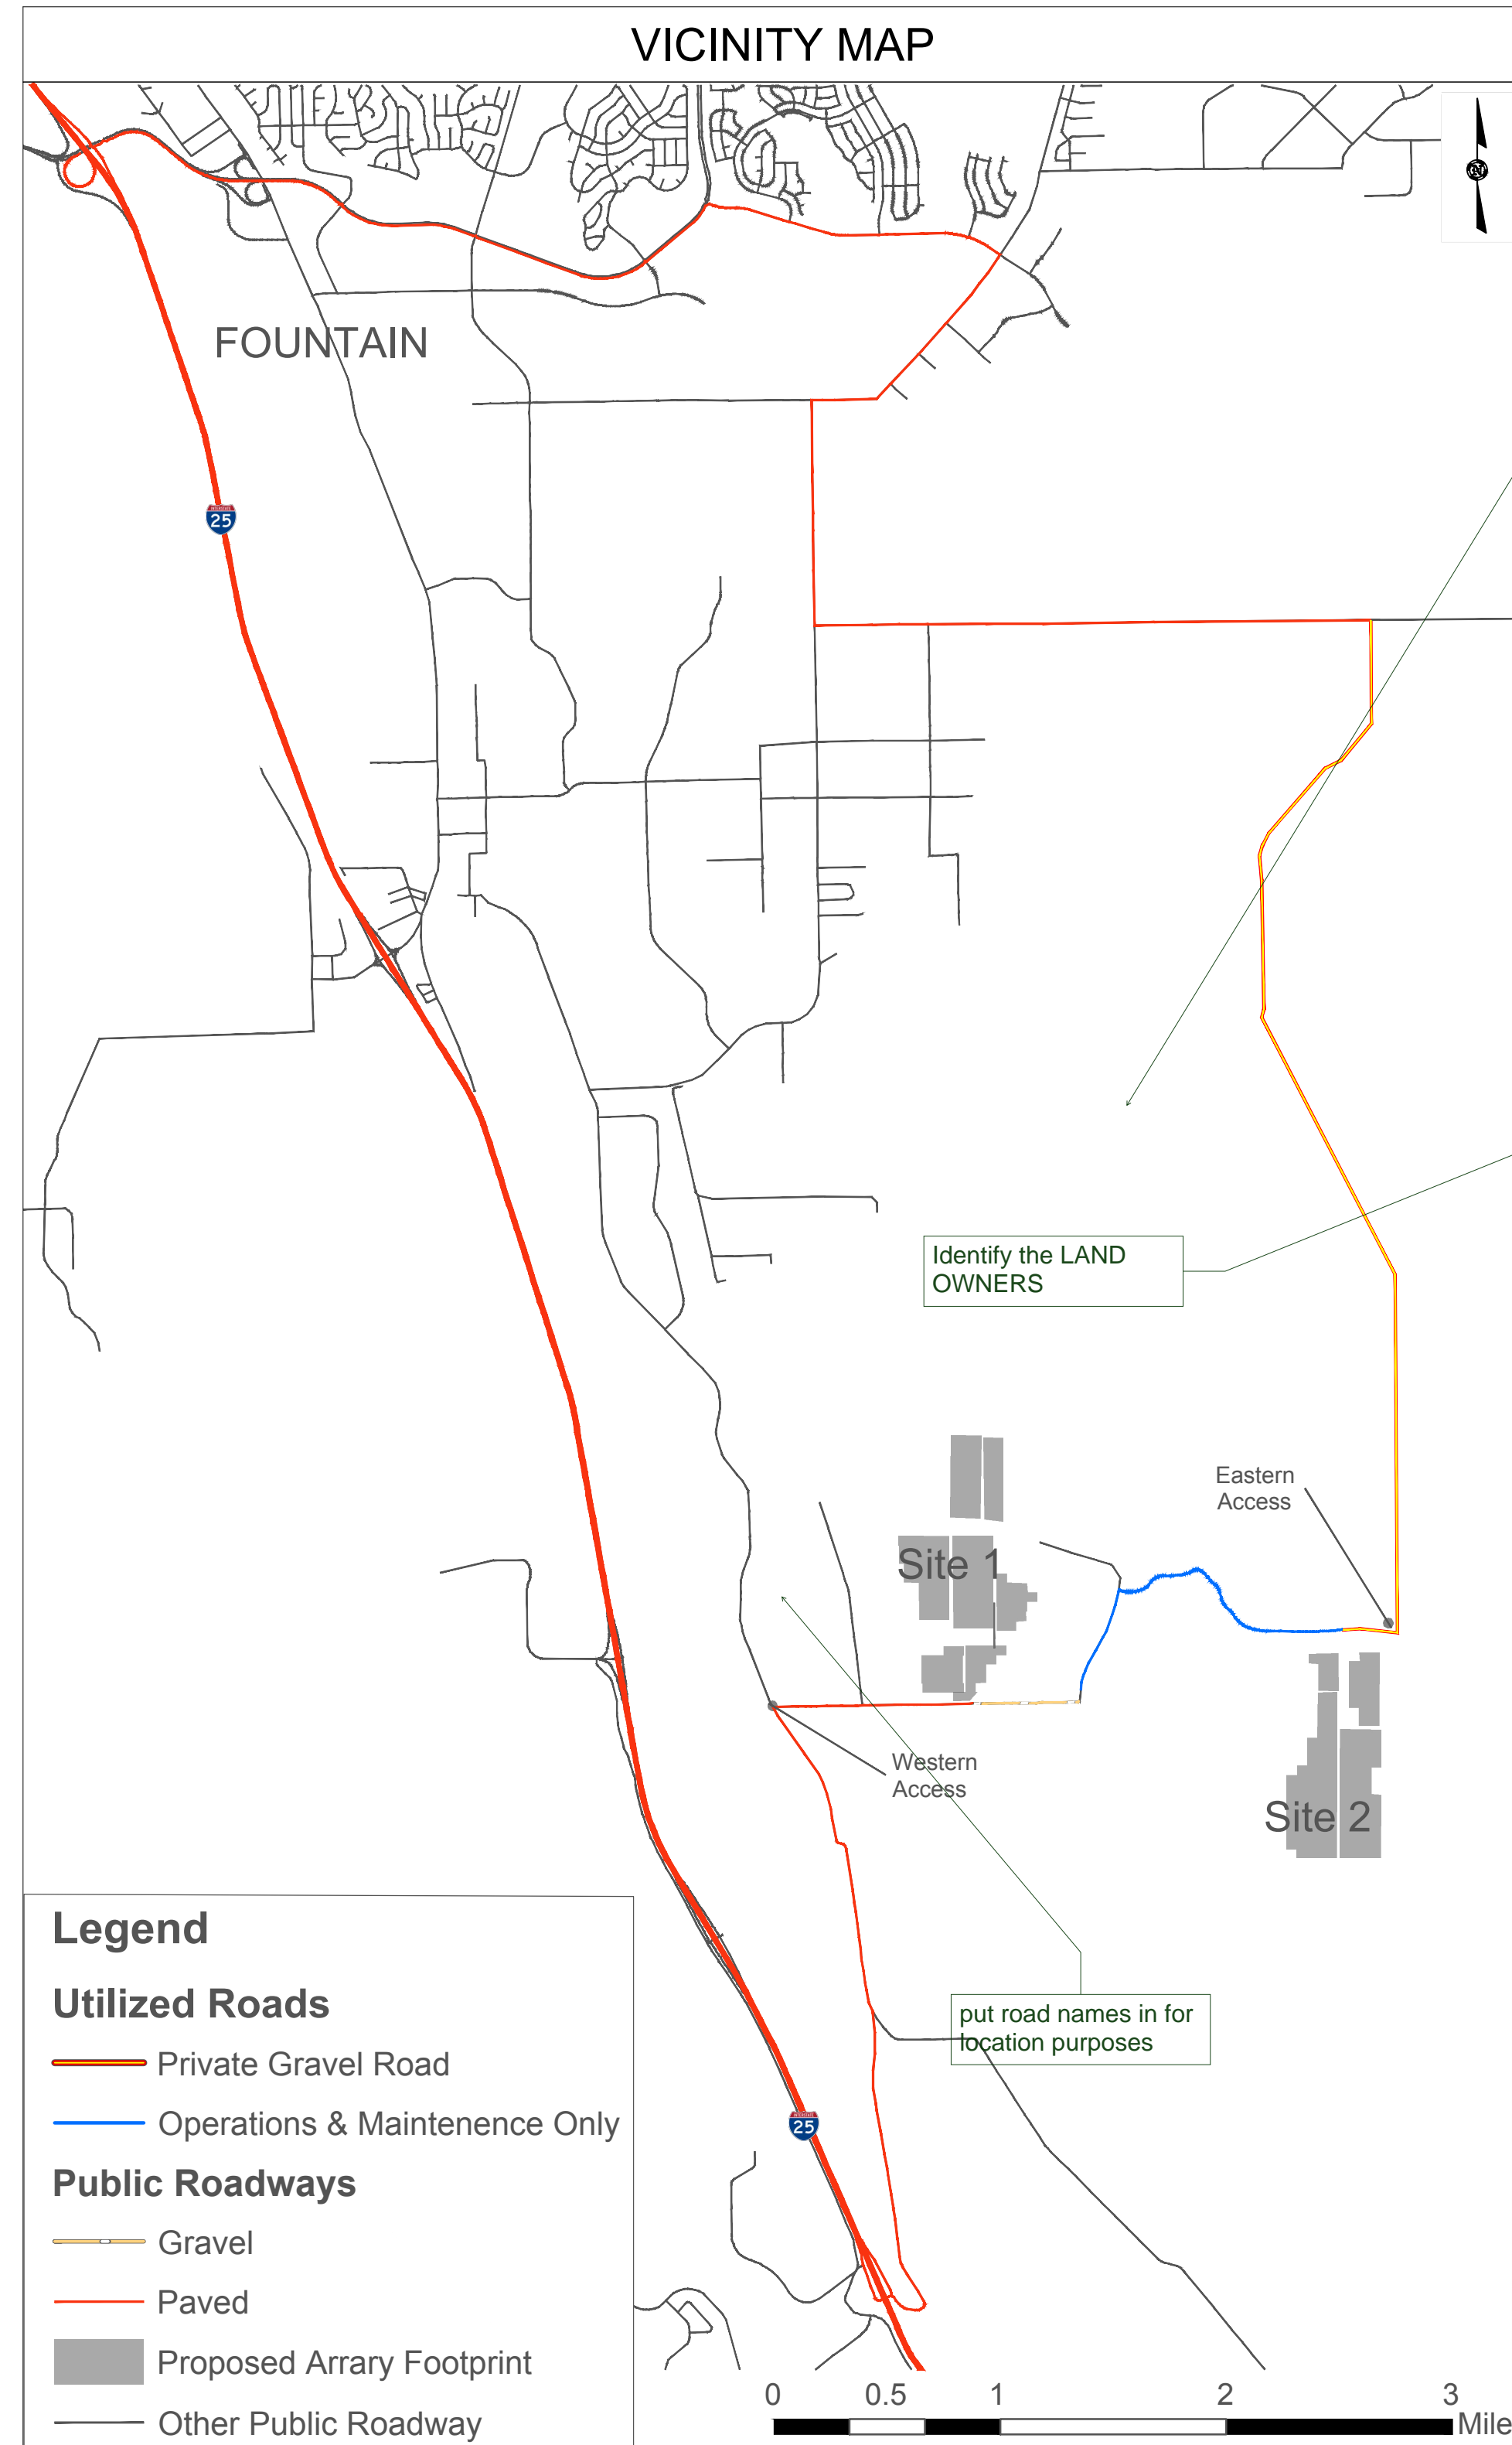 VICINITY MAP
N
FOUNTAIN
INTERSTATE
25
Identify the LAND
OWNERS
Eastern
Access
Site 1
Western
Access
Site 2
put road names in for
location purposes
INTERSTATE
25
Legend
Utilized Roads
Private Gravel Road
Operations & Maintenence Only
Public Roadways
Gravel
Paved
Proposed Arrary Footprint
Other Public Roadway
0 0.5 1 2 3
Mile